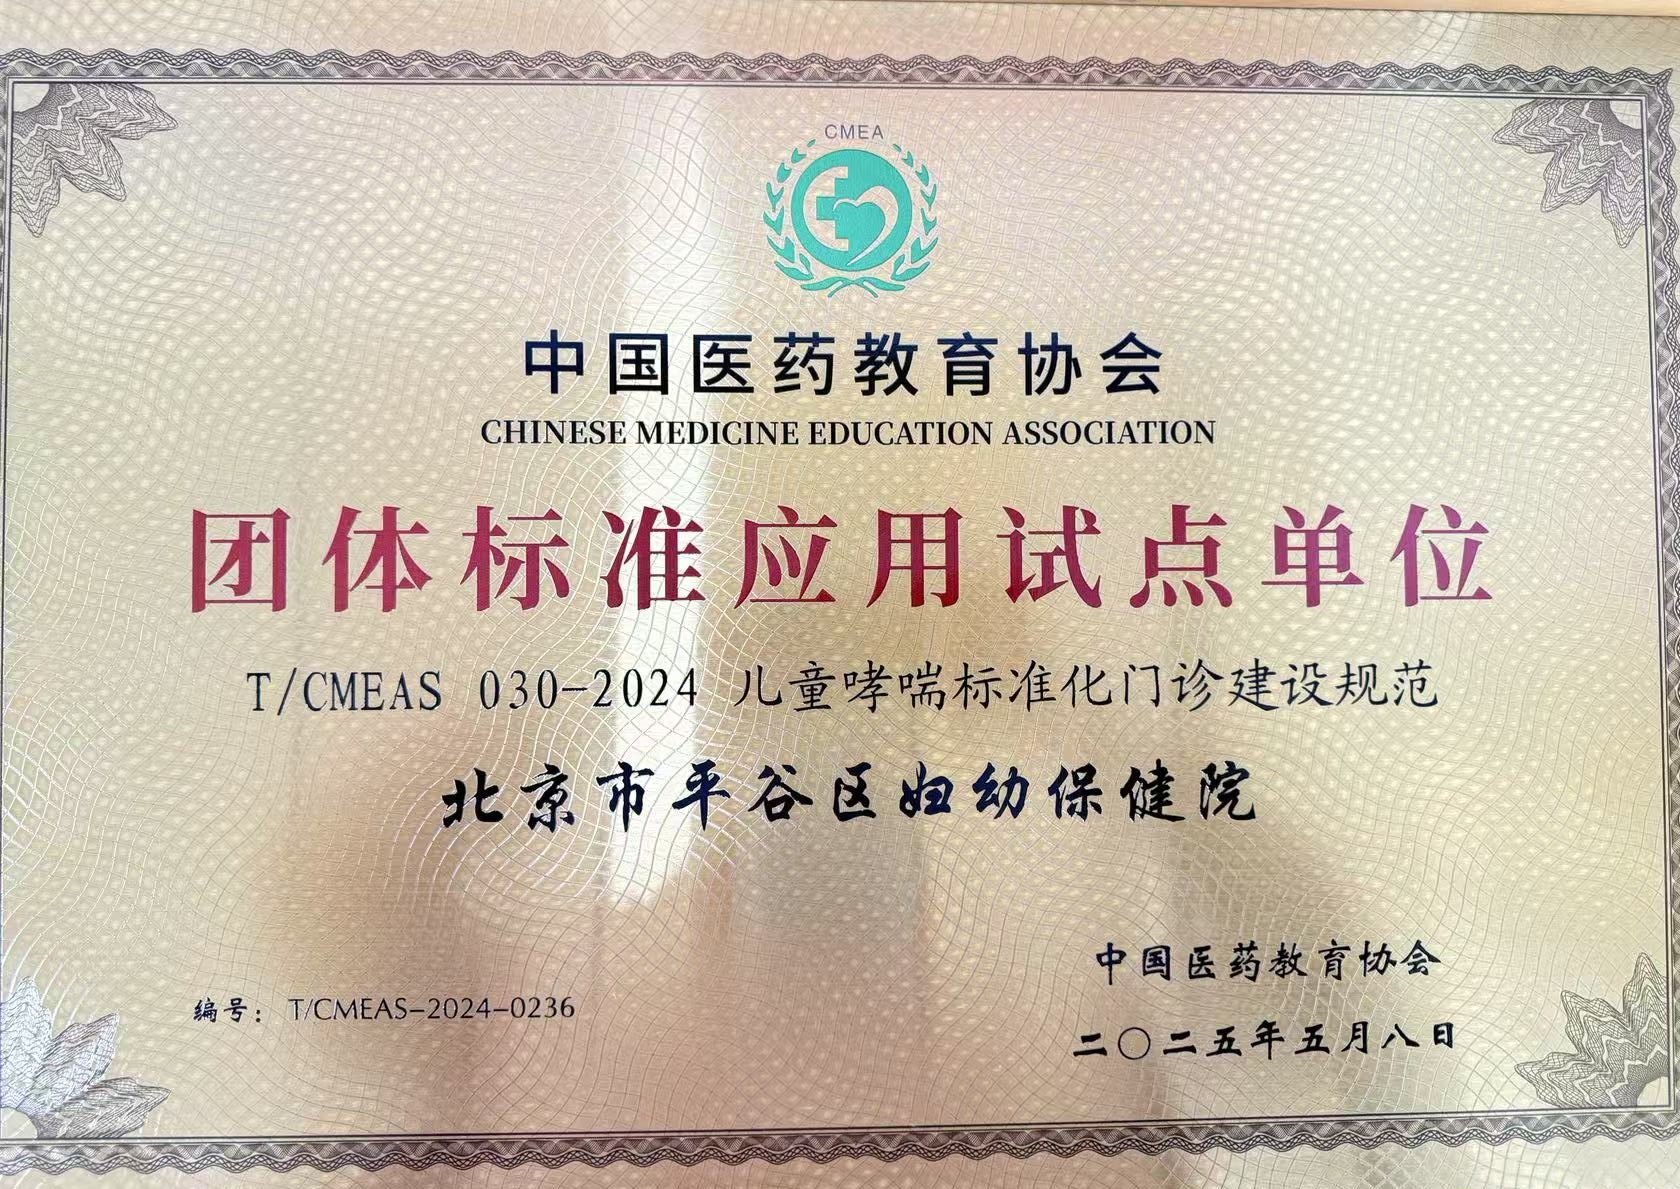 CMEA
中国医药教育协会
CHINESE MEDICINE EDUCATION ASSOCIATION
团体标准应用试点单位
T/CMEAS 030-2024 儿童哮喘标准化门诊建设规范
北京市平谷区妇幼保健院
中国医药教育协会
编号：T/CMEAS-2024-0236
二〇二五年五月八日